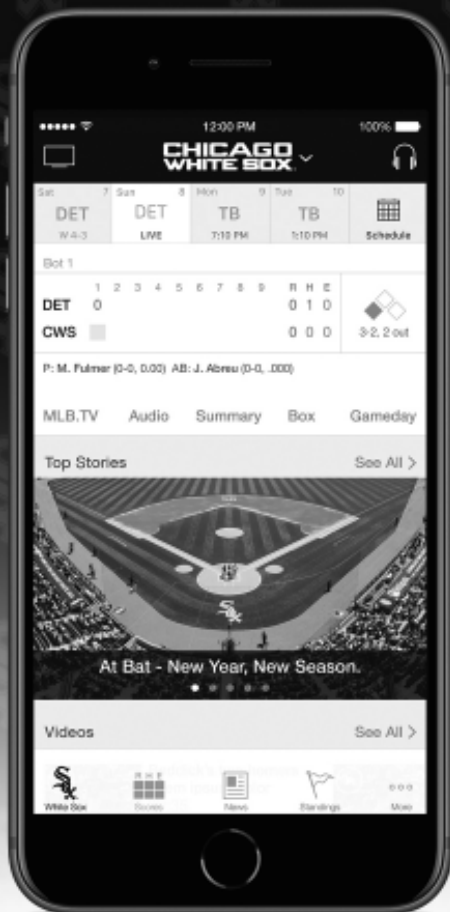 12:00 PM 100%
CHICAGO
WHITE SOX
Sat 7 Sun 8 Mon 9 Tue 10
DET DET TB TB
W 4-3 LIVE 7:10 PM 1:10 PM Schedule
Bot 1
1 2 3 4 5 6 7 8 9 R H E
DET 0 0 1 0
CWS 0 0 0 3-2, 2 out
P: M. Fulmer (0-0, 0.00) AB: J. Abreu (0-0, .000)
MLB.TV Audio Summary Box Gameday
Top Stories See All >
Sox
At Bat - New Year, New Season.
Videos See All >
Sox R H E
White Sox Scores News Standings More